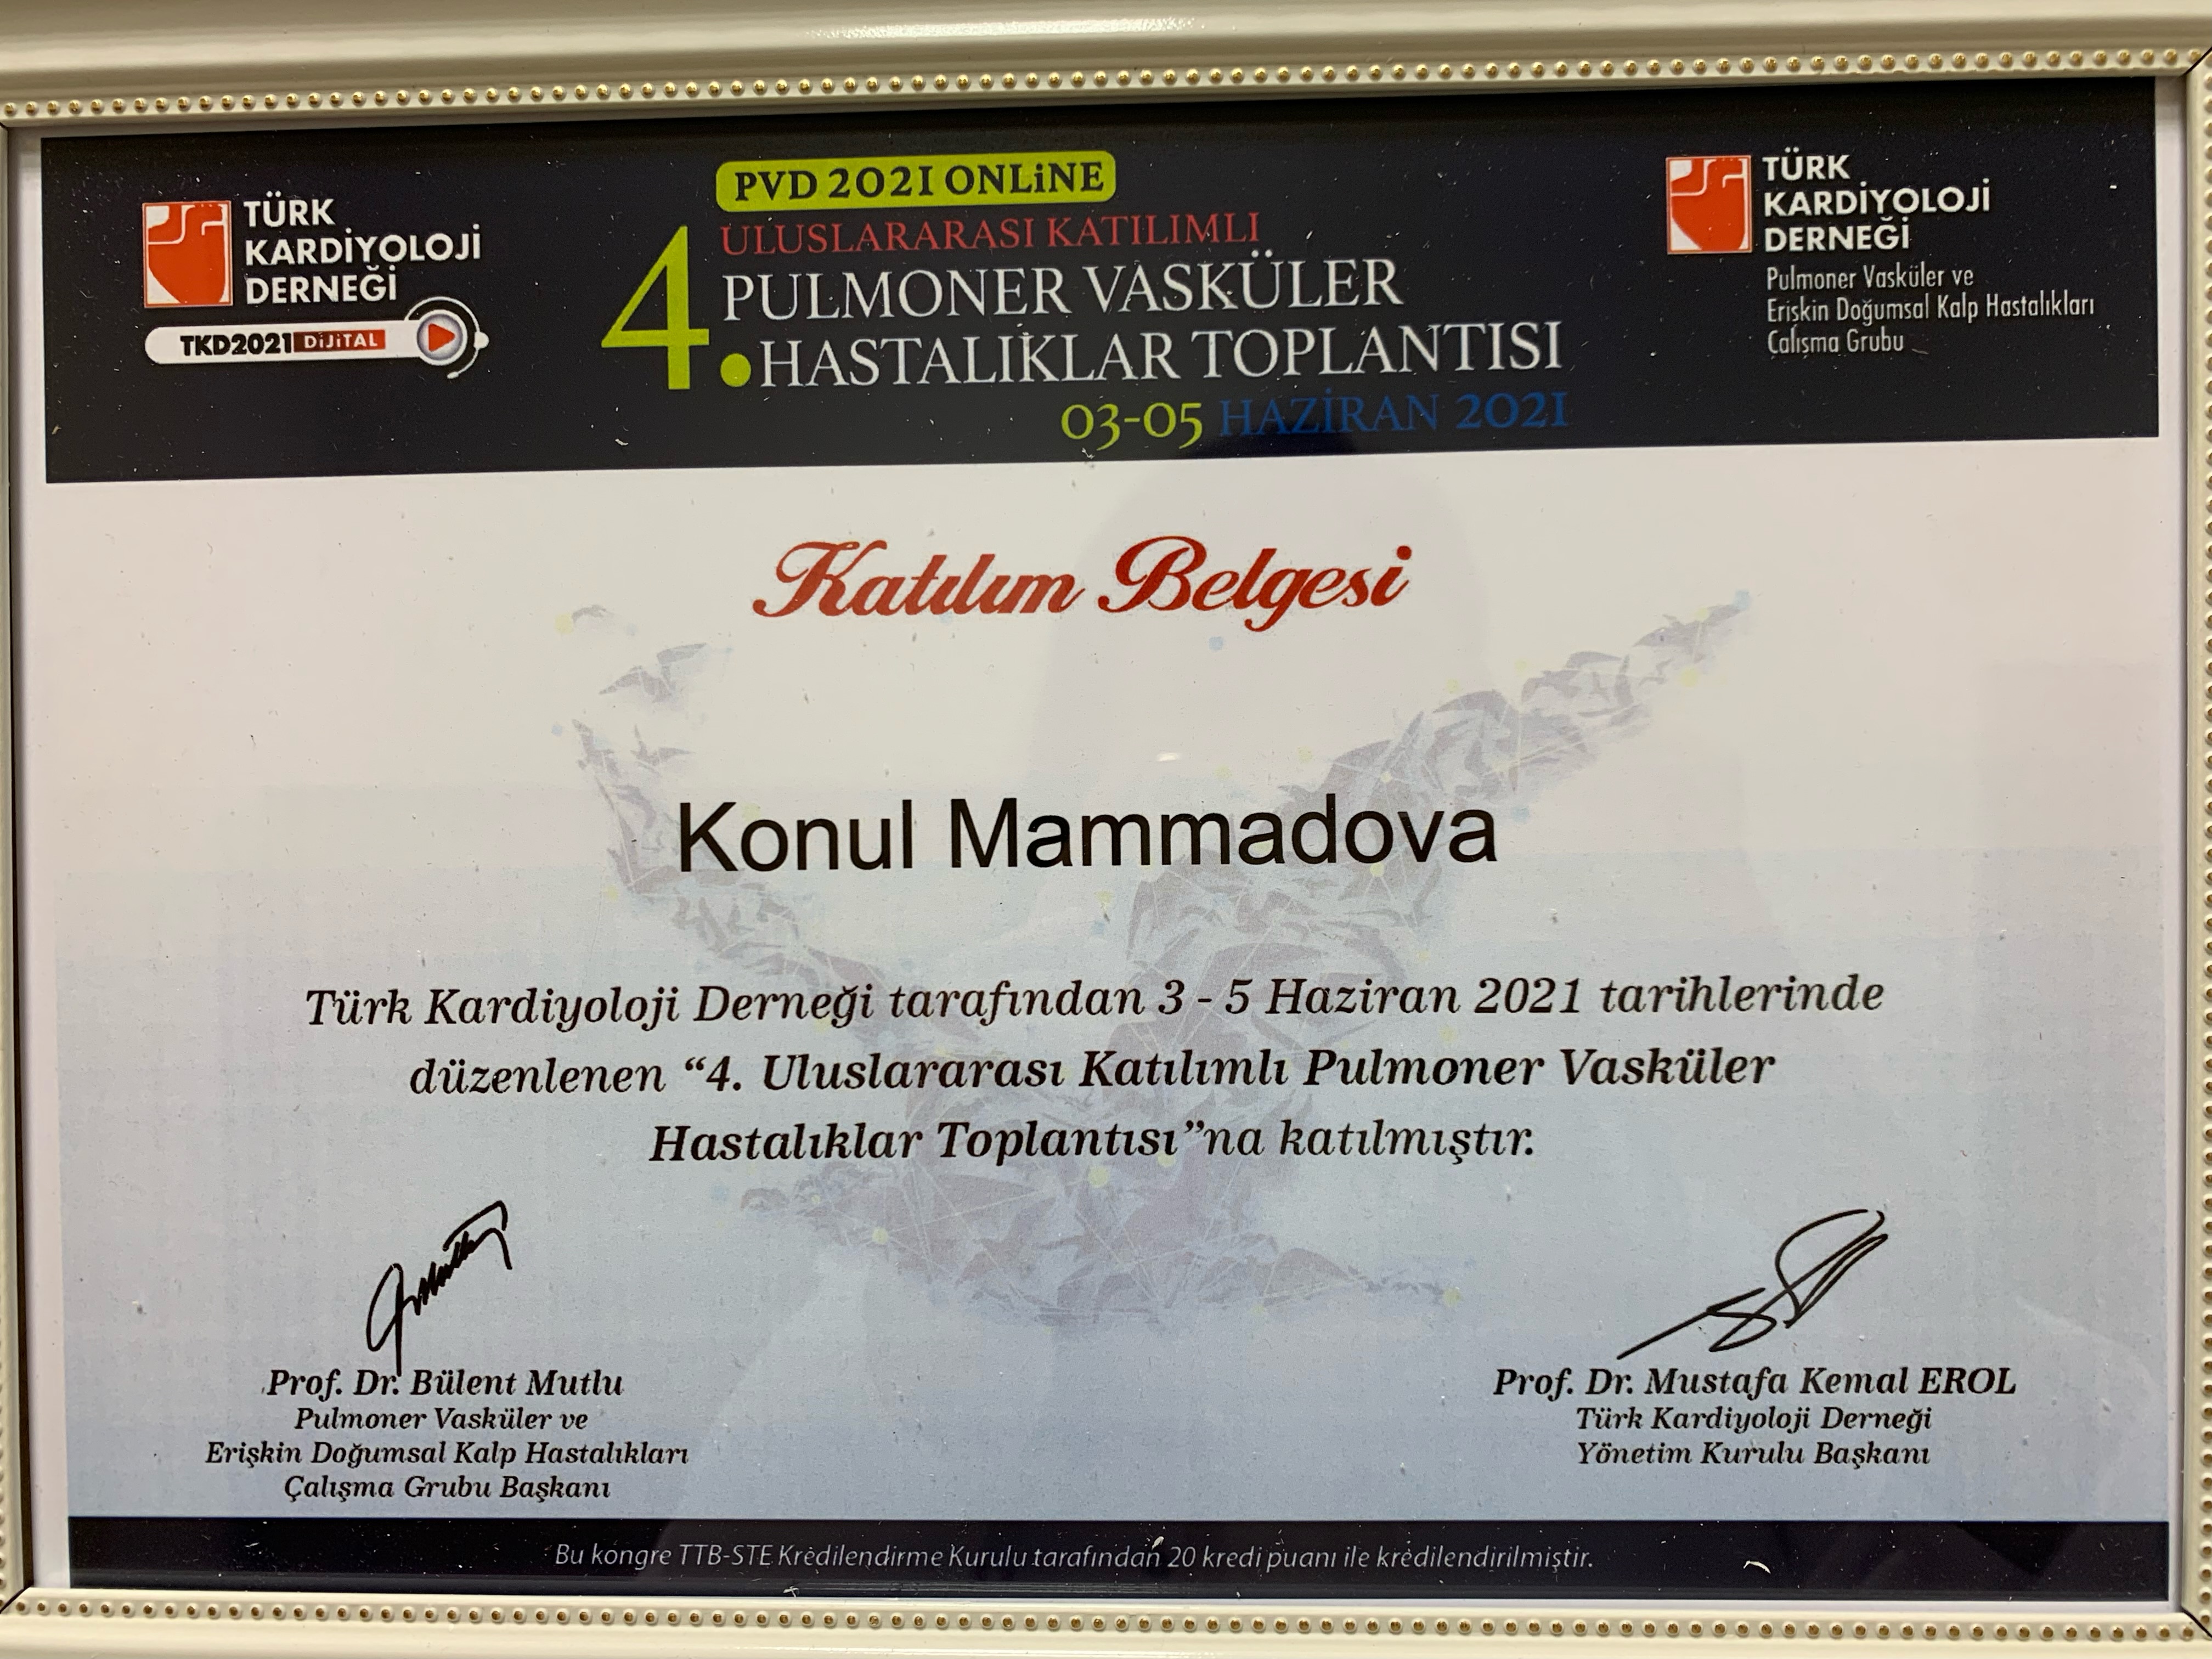 TÜRK
KARDİYOLOJİ
DERNEĞİ
TKD2021 DİJİTAL
PVD 2021 ONLiNE
ULUSLARARASI KATILIMLI
4. PULMONER VASKÜLER
HASTALIKLAR TOPLANTISI
03-05 HAZİRAN 2021
TÜRK
KARDİYOLOJİ
DERNEĞİ
Pulmoner Vasküler ve
Erişkin Doğumsal Kalp Hastalıkları
Çalışma Grubu
Katılım Belgesi
Konul Mammadova
Türk Kardiyoloji Derneği tarafından 3 - 5 Haziran 2021 tarihlerinde
düzenlenen “4. Uluslararası Katılımlı Pulmoner Vasküler
Hastalıklar Toplantısı”na katılmıştır.
Prof. Dr. Bülent Mutlu
Pulmoner Vasküler ve
Erişkin Doğumsal Kalp Hastalıkları
Çalışma Grubu Başkanı
Prof. Dr. Mustafa Kemal EROL
Türk Kardiyoloji Derneği
Yönetim Kurulu Başkanı
Bu kongre TTB-STE Kredilendirme Kurulu tarafından 20 kredi puanı ile kredilendirilmiştir.